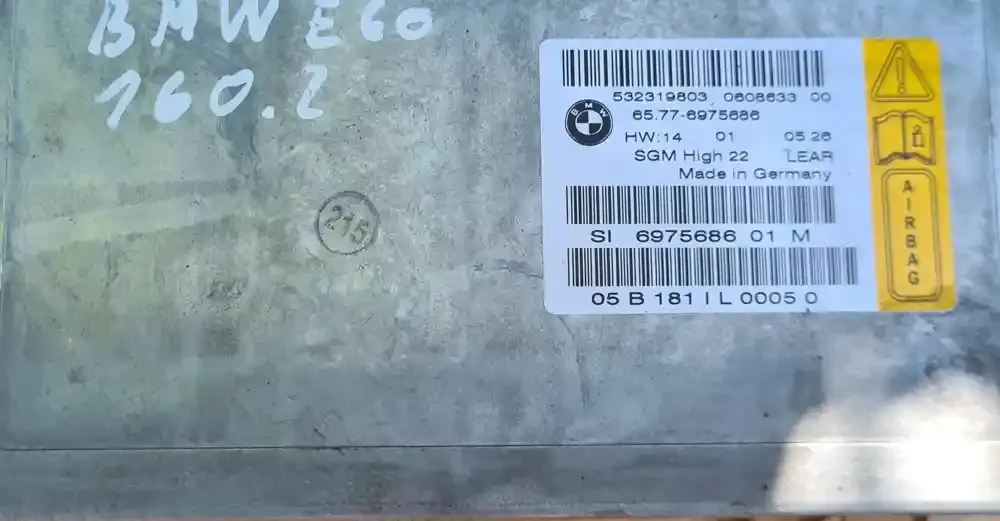 BMW E60
160.2
532319803 0608633 00
BMW
65.77-6975686
HW:14 01 05 26
SGM High 22 LEAR
Made in Germany
SI 6975686 01 M
05 B 181 I L 0005 0
AIRBAG
215